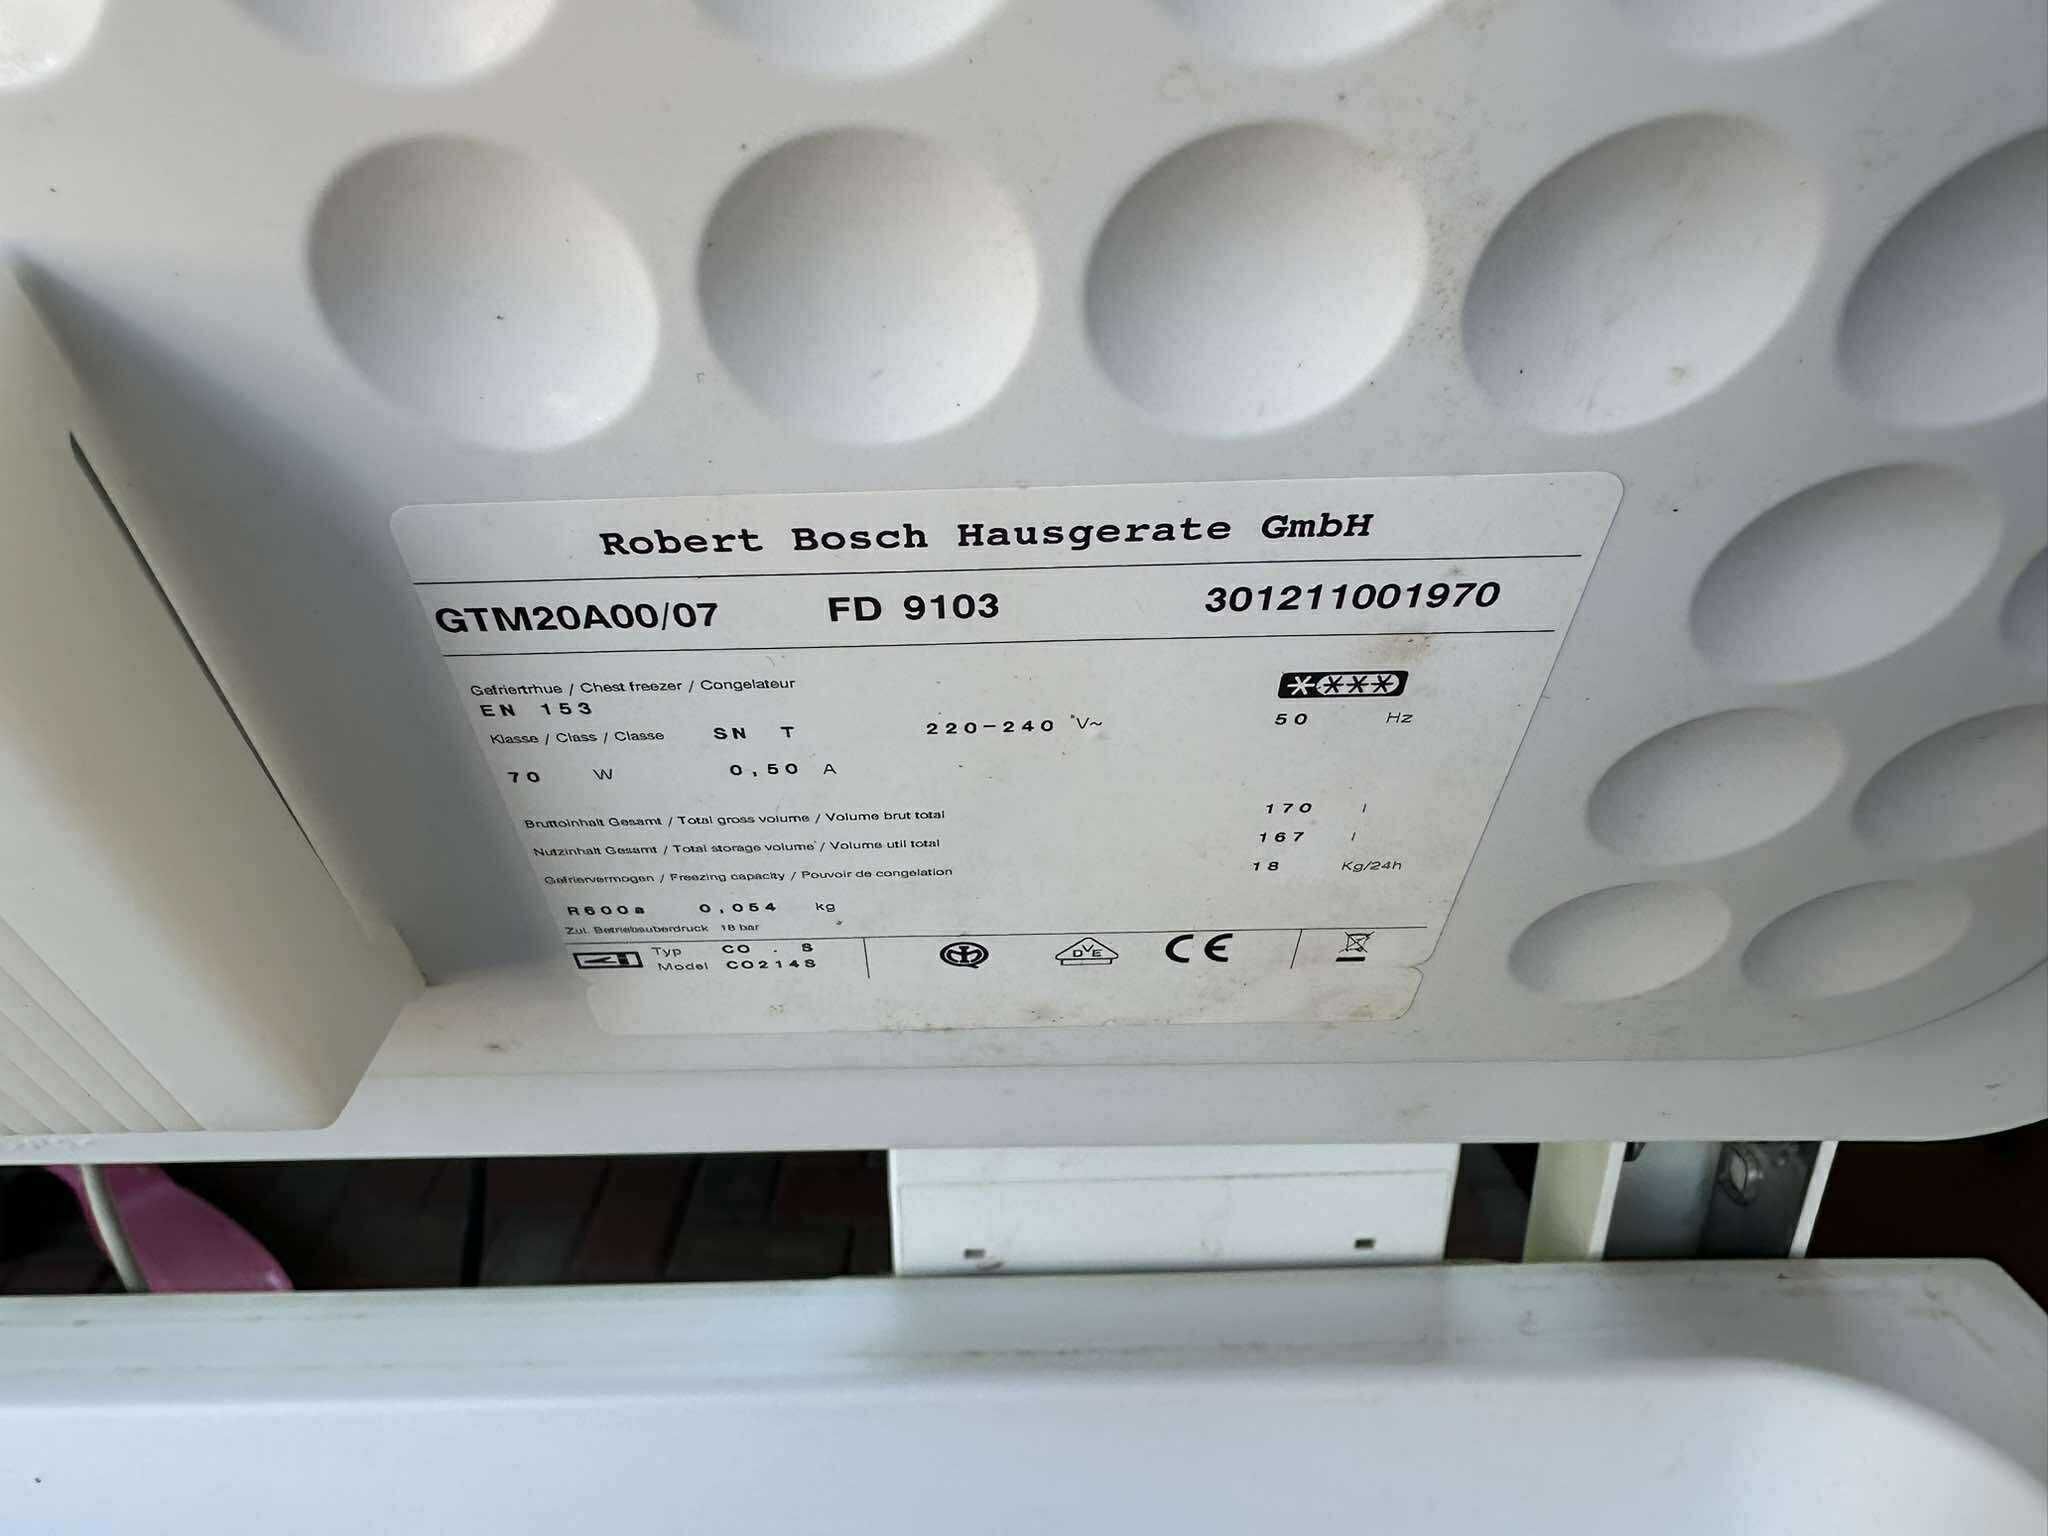 Robert Bosch Hausgerate GmbH
GTM20A00/07 FD 9103 301211001970
Gefriertrhue / Chest freezer / Congelateur
EN 153
Klasse / Class / Classe SN T 220-240 V~ 50 Hz
70 W 0,50 A
Bruttoinhalt Gesamt / Total gross volume / Volume brut total 170 l
Nutzinhalt Gesamt / Total storage volume / Volume util total 167 l
Gefriervermogen / Freezing capacity / Pouvoir de congelation 18 Kg/24h
R600a 0,054 kg
Zul. Betriebsuberdruck 18 bar
Typ CO . S
Model CO214S
DVE CE